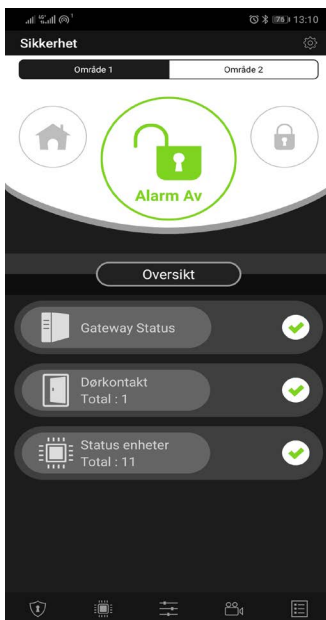 76 13:10
Sikkerhet
Område 1 Område 2
Alarm Av
Oversikt
Gateway Status
Dørkontakt
Total : 1
Status enheter
Total : 11